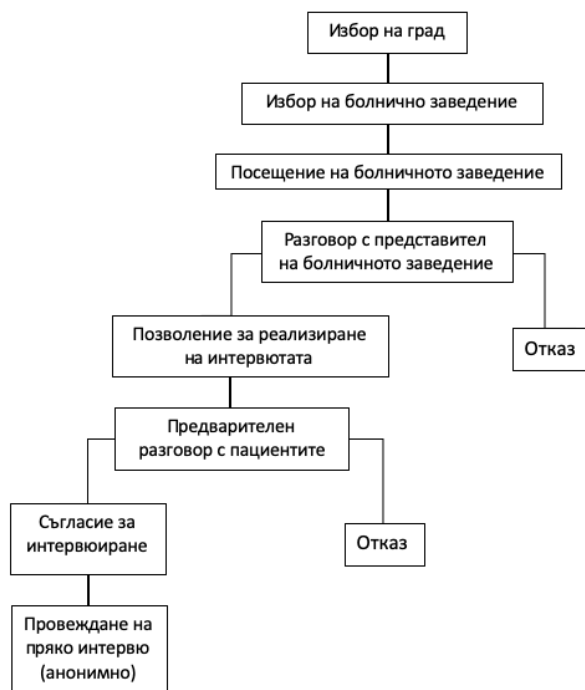 Избор на град
Избор на болнично заведение
Посещение на болничното заведение
Разговор с представител
на болничното заведение
Позволение за реализиране
на интервютата
Отказ
Предварителен
разговор с пациентите
Съгласие за
интервюиране
Отказ
Провеждане на
пряко интервю
(анонимно)